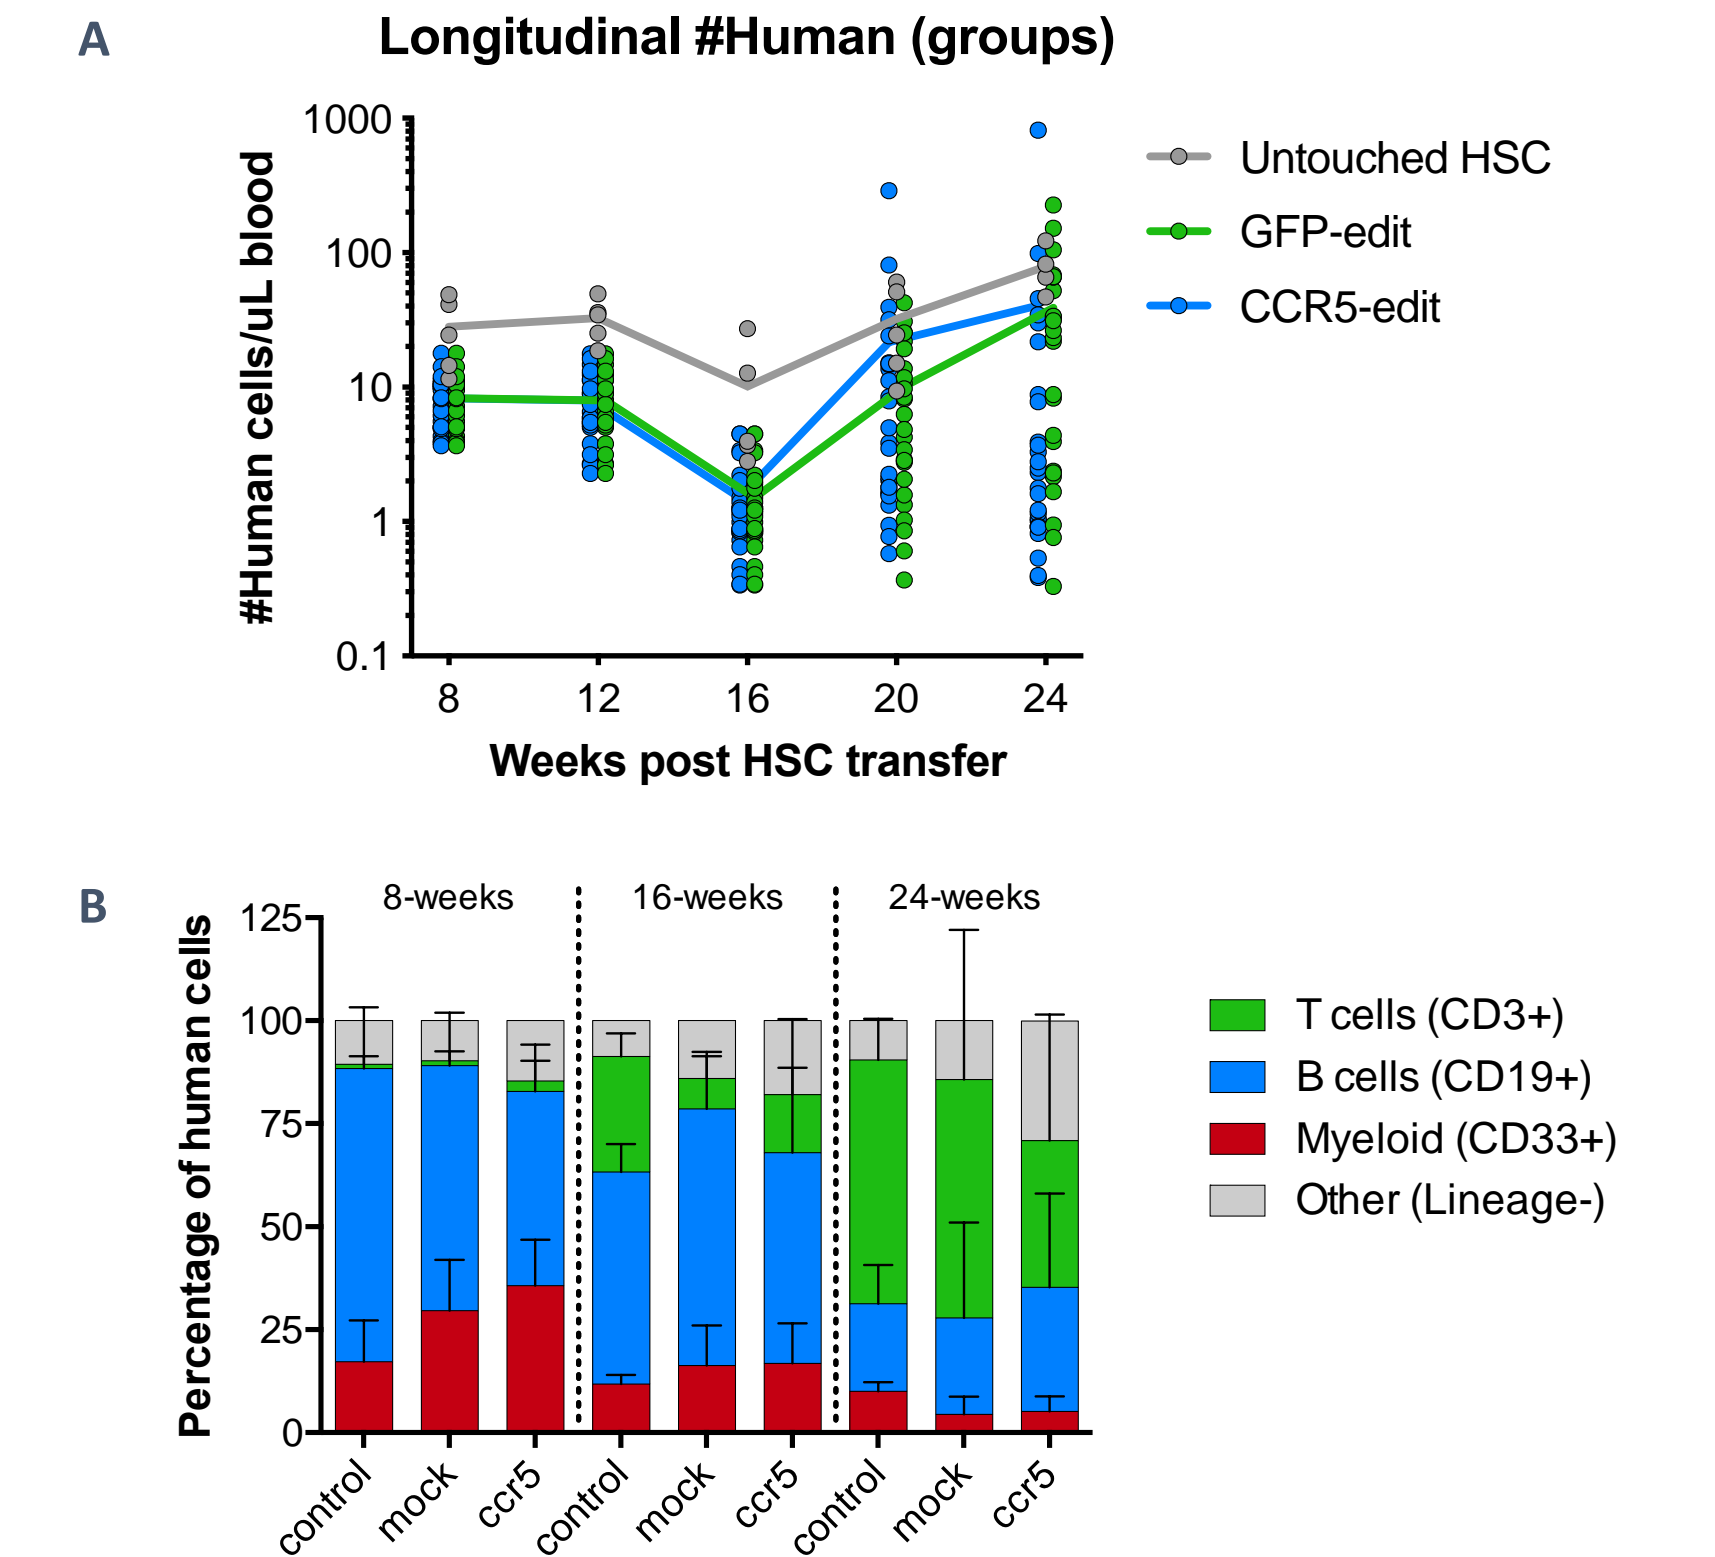 A
Longitudinal #Human (groups)
#Human cells/uL blood
1000
100
10
1
0.1
8 12 16 20 24
Weeks post HSC transfer
Untouched HSC
GFP-edit
CCR5-edit
B
8-weeks 16-weeks 24-weeks
Percentage of human cells
125
100
75
50
25
0
control mock ccr5 control mock ccr5 control mock ccr5
T cells (CD3+)
B cells (CD19+)
Myeloid (CD33+)
Other (Lineage-)